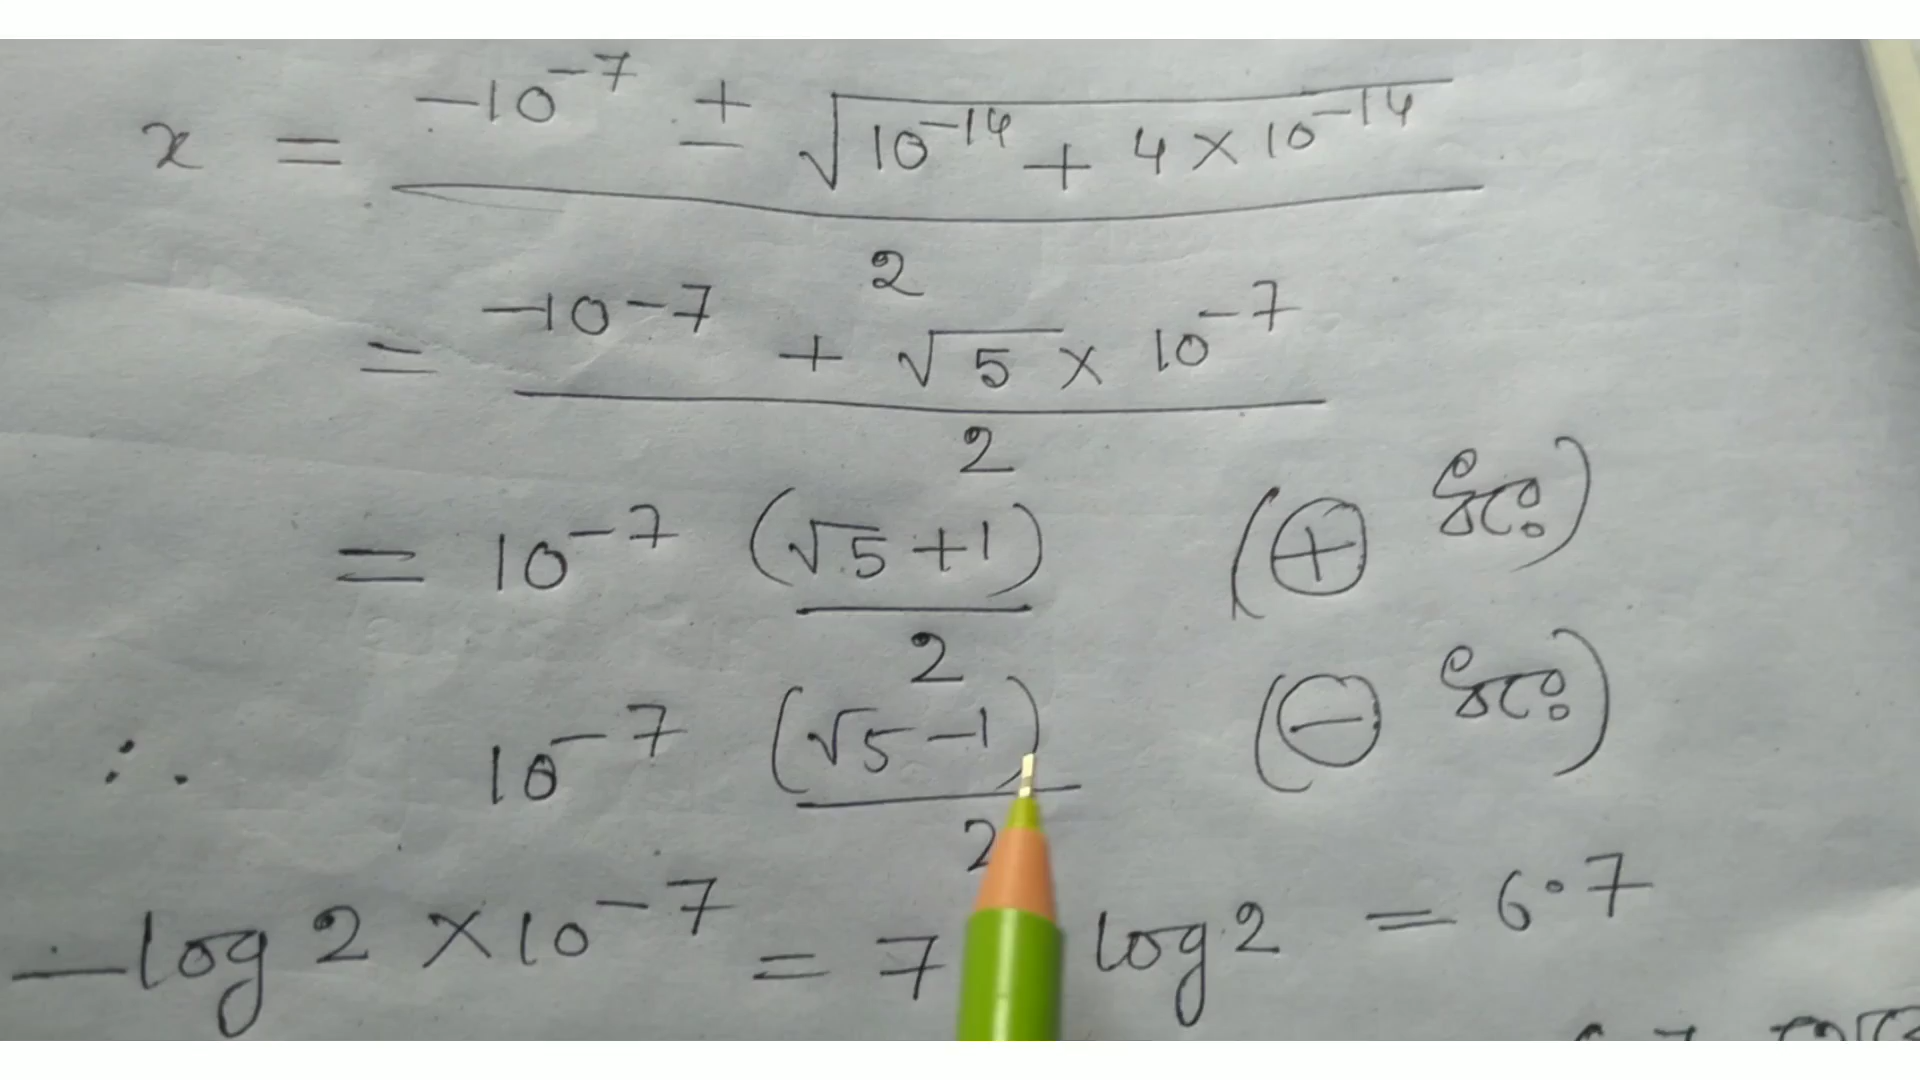 x = −10⁻⁷ ± √(10⁻¹⁴ + 4 × 10⁻¹⁴) / 2
= −10−7 + √5 × 10⁻⁷ / 2
= 10⁻⁷ (√5 + 1) / 2 (⊕
∴ 10⁻⁷ (√5 − 1) / 2 (⊖
−log 2 × 10⁻⁷ = 7 log 2 = 6.7